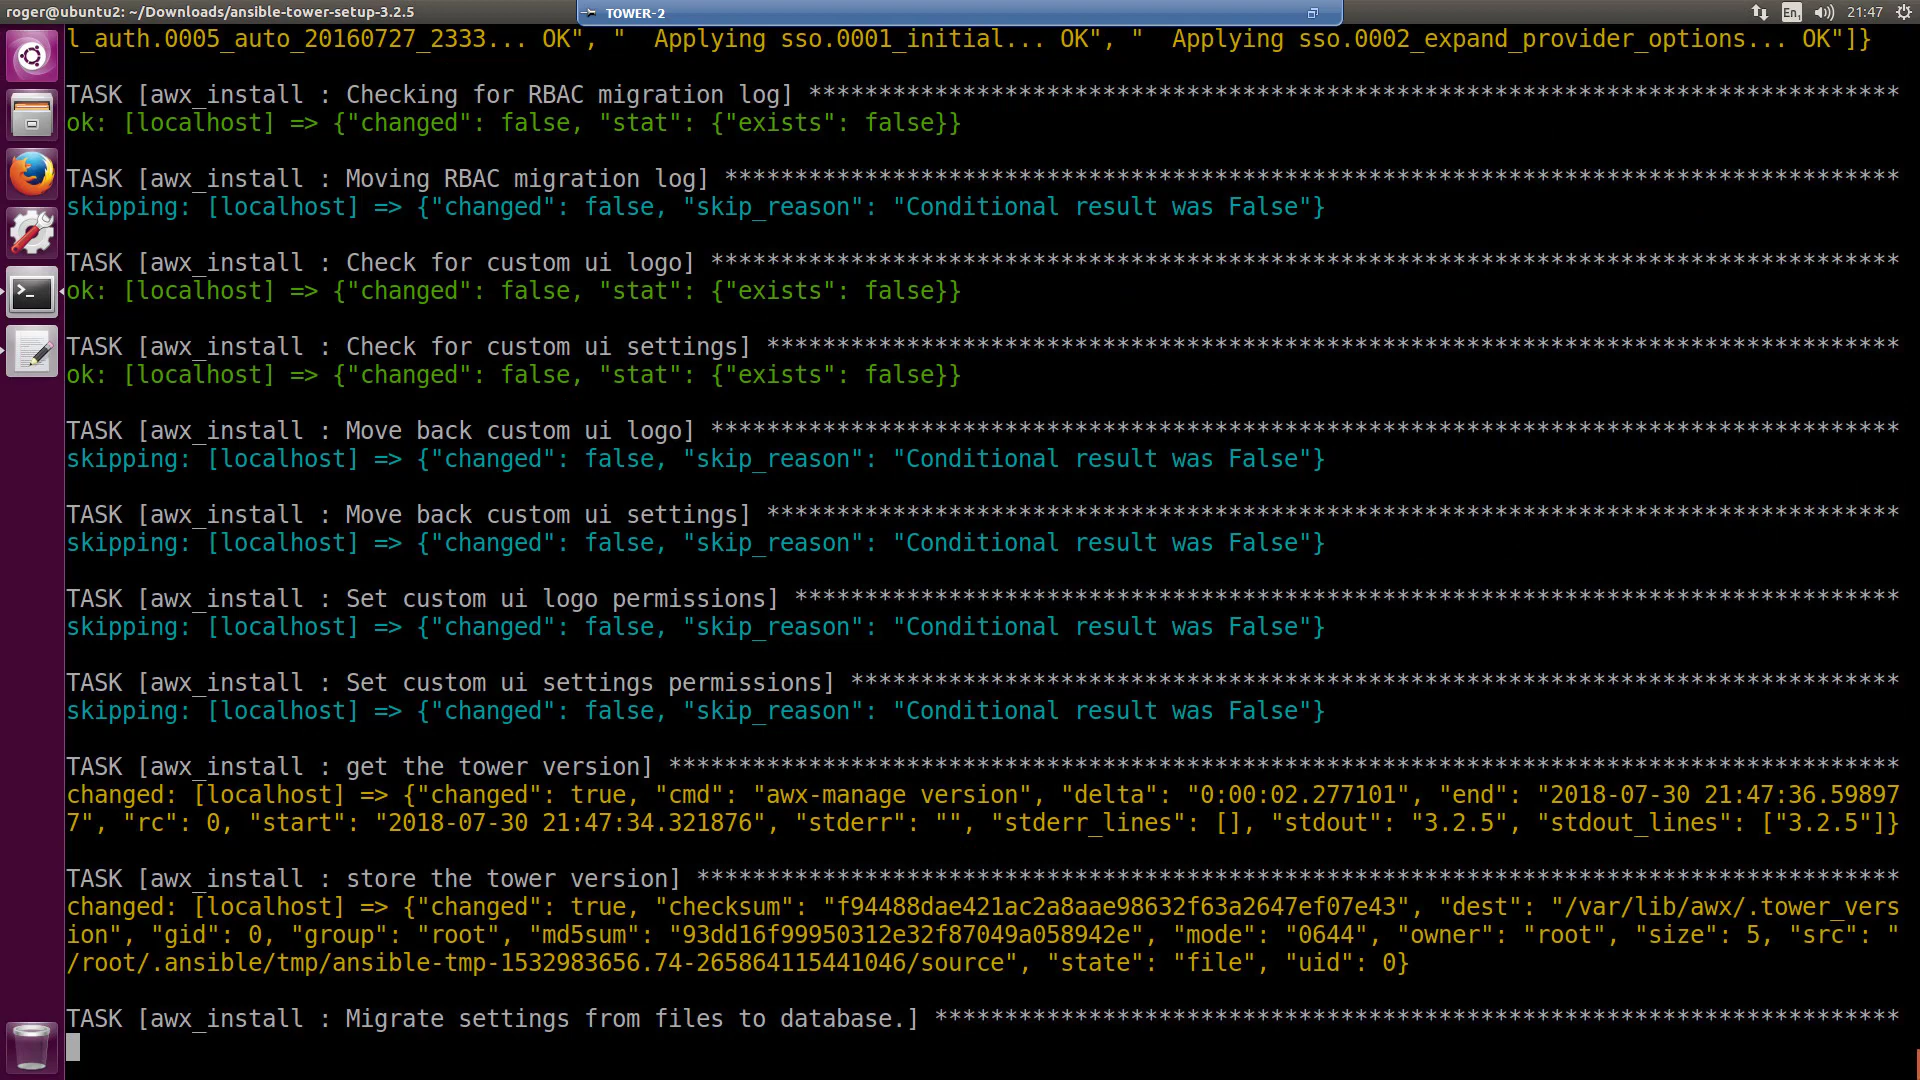 roger@ubuntu2: ~/Downloads/ansible-tower-setup-3.2.5
TOWER-2
En1
21:47
l_auth.0005_auto_20160727_2333... OK", "  Applying sso.0001_initial... OK", "  Applying sso.0002_expand_provider_options... OK"]}
TASK [awx_install : Checking for RBAC migration log] ******************************************************************************
ok: [localhost] => {"changed": false, "stat": {"exists": false}}
TASK [awx_install : Moving RBAC migration log] ************************************************************************************
skipping: [localhost] => {"changed": false, "skip_reason": "Conditional result was False"}
TASK [awx_install : Check for custom ui logo] *************************************************************************************
ok: [localhost] => {"changed": false, "stat": {"exists": false}}
TASK [awx_install : Check for custom ui settings] *********************************************************************************
ok: [localhost] => {"changed": false, "stat": {"exists": false}}
TASK [awx_install : Move back custom ui logo] *************************************************************************************
skipping: [localhost] => {"changed": false, "skip_reason": "Conditional result was False"}
TASK [awx_install : Move back custom ui settings] *********************************************************************************
skipping: [localhost] => {"changed": false, "skip_reason": "Conditional result was False"}
TASK [awx_install : Set custom ui logo permissions] *******************************************************************************
skipping: [localhost] => {"changed": false, "skip_reason": "Conditional result was False"}
TASK [awx_install : Set custom ui settings permissions] ***************************************************************************
skipping: [localhost] => {"changed": false, "skip_reason": "Conditional result was False"}
TASK [awx_install : get the tower version] ****************************************************************************************
changed: [localhost] => {"changed": true, "cmd": "awx-manage version", "delta": "0:00:02.277101", "end": "2018-07-30 21:47:36.59897
7", "rc": 0, "start": "2018-07-30 21:47:34.321876", "stderr": "", "stderr_lines": [], "stdout": "3.2.5", "stdout_lines": ["3.2.5"]}
TASK [awx_install : store the tower version] **************************************************************************************
changed: [localhost] => {"changed": true, "checksum": "f94488dae421ac2a8aae98632f63a2647ef07e43", "dest": "/var/lib/awx/.tower_vers
ion", "gid": 0, "group": "root", "md5sum": "93dd16f99950312e32f87049a058942e", "mode": "0644", "owner": "root", "size": 5, "src": "
/root/.ansible/tmp/ansible-tmp-1532983656.74-265864115441046/source", "state": "file", "uid": 0}
TASK [awx_install : Migrate settings from files to database.] *********************************************************************